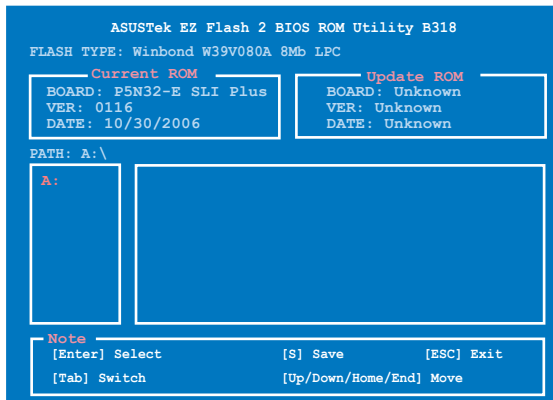 ASUSTek EZ Flash 2 BIOS ROM Utility B318
FLASH TYPE: Winbond W39V080A 8Mb LPC
Current ROM
BOARD: P5N32-E SLI Plus
VER: 0116
DATE: 10/30/2006
Update ROM
BOARD: Unknown
VER: Unknown
DATE: Unknown
PATH: A:\
A:
Note
[Enter] Select [S] Save [ESC] Exit
[Tab] Switch [Up/Down/Home/End] Move